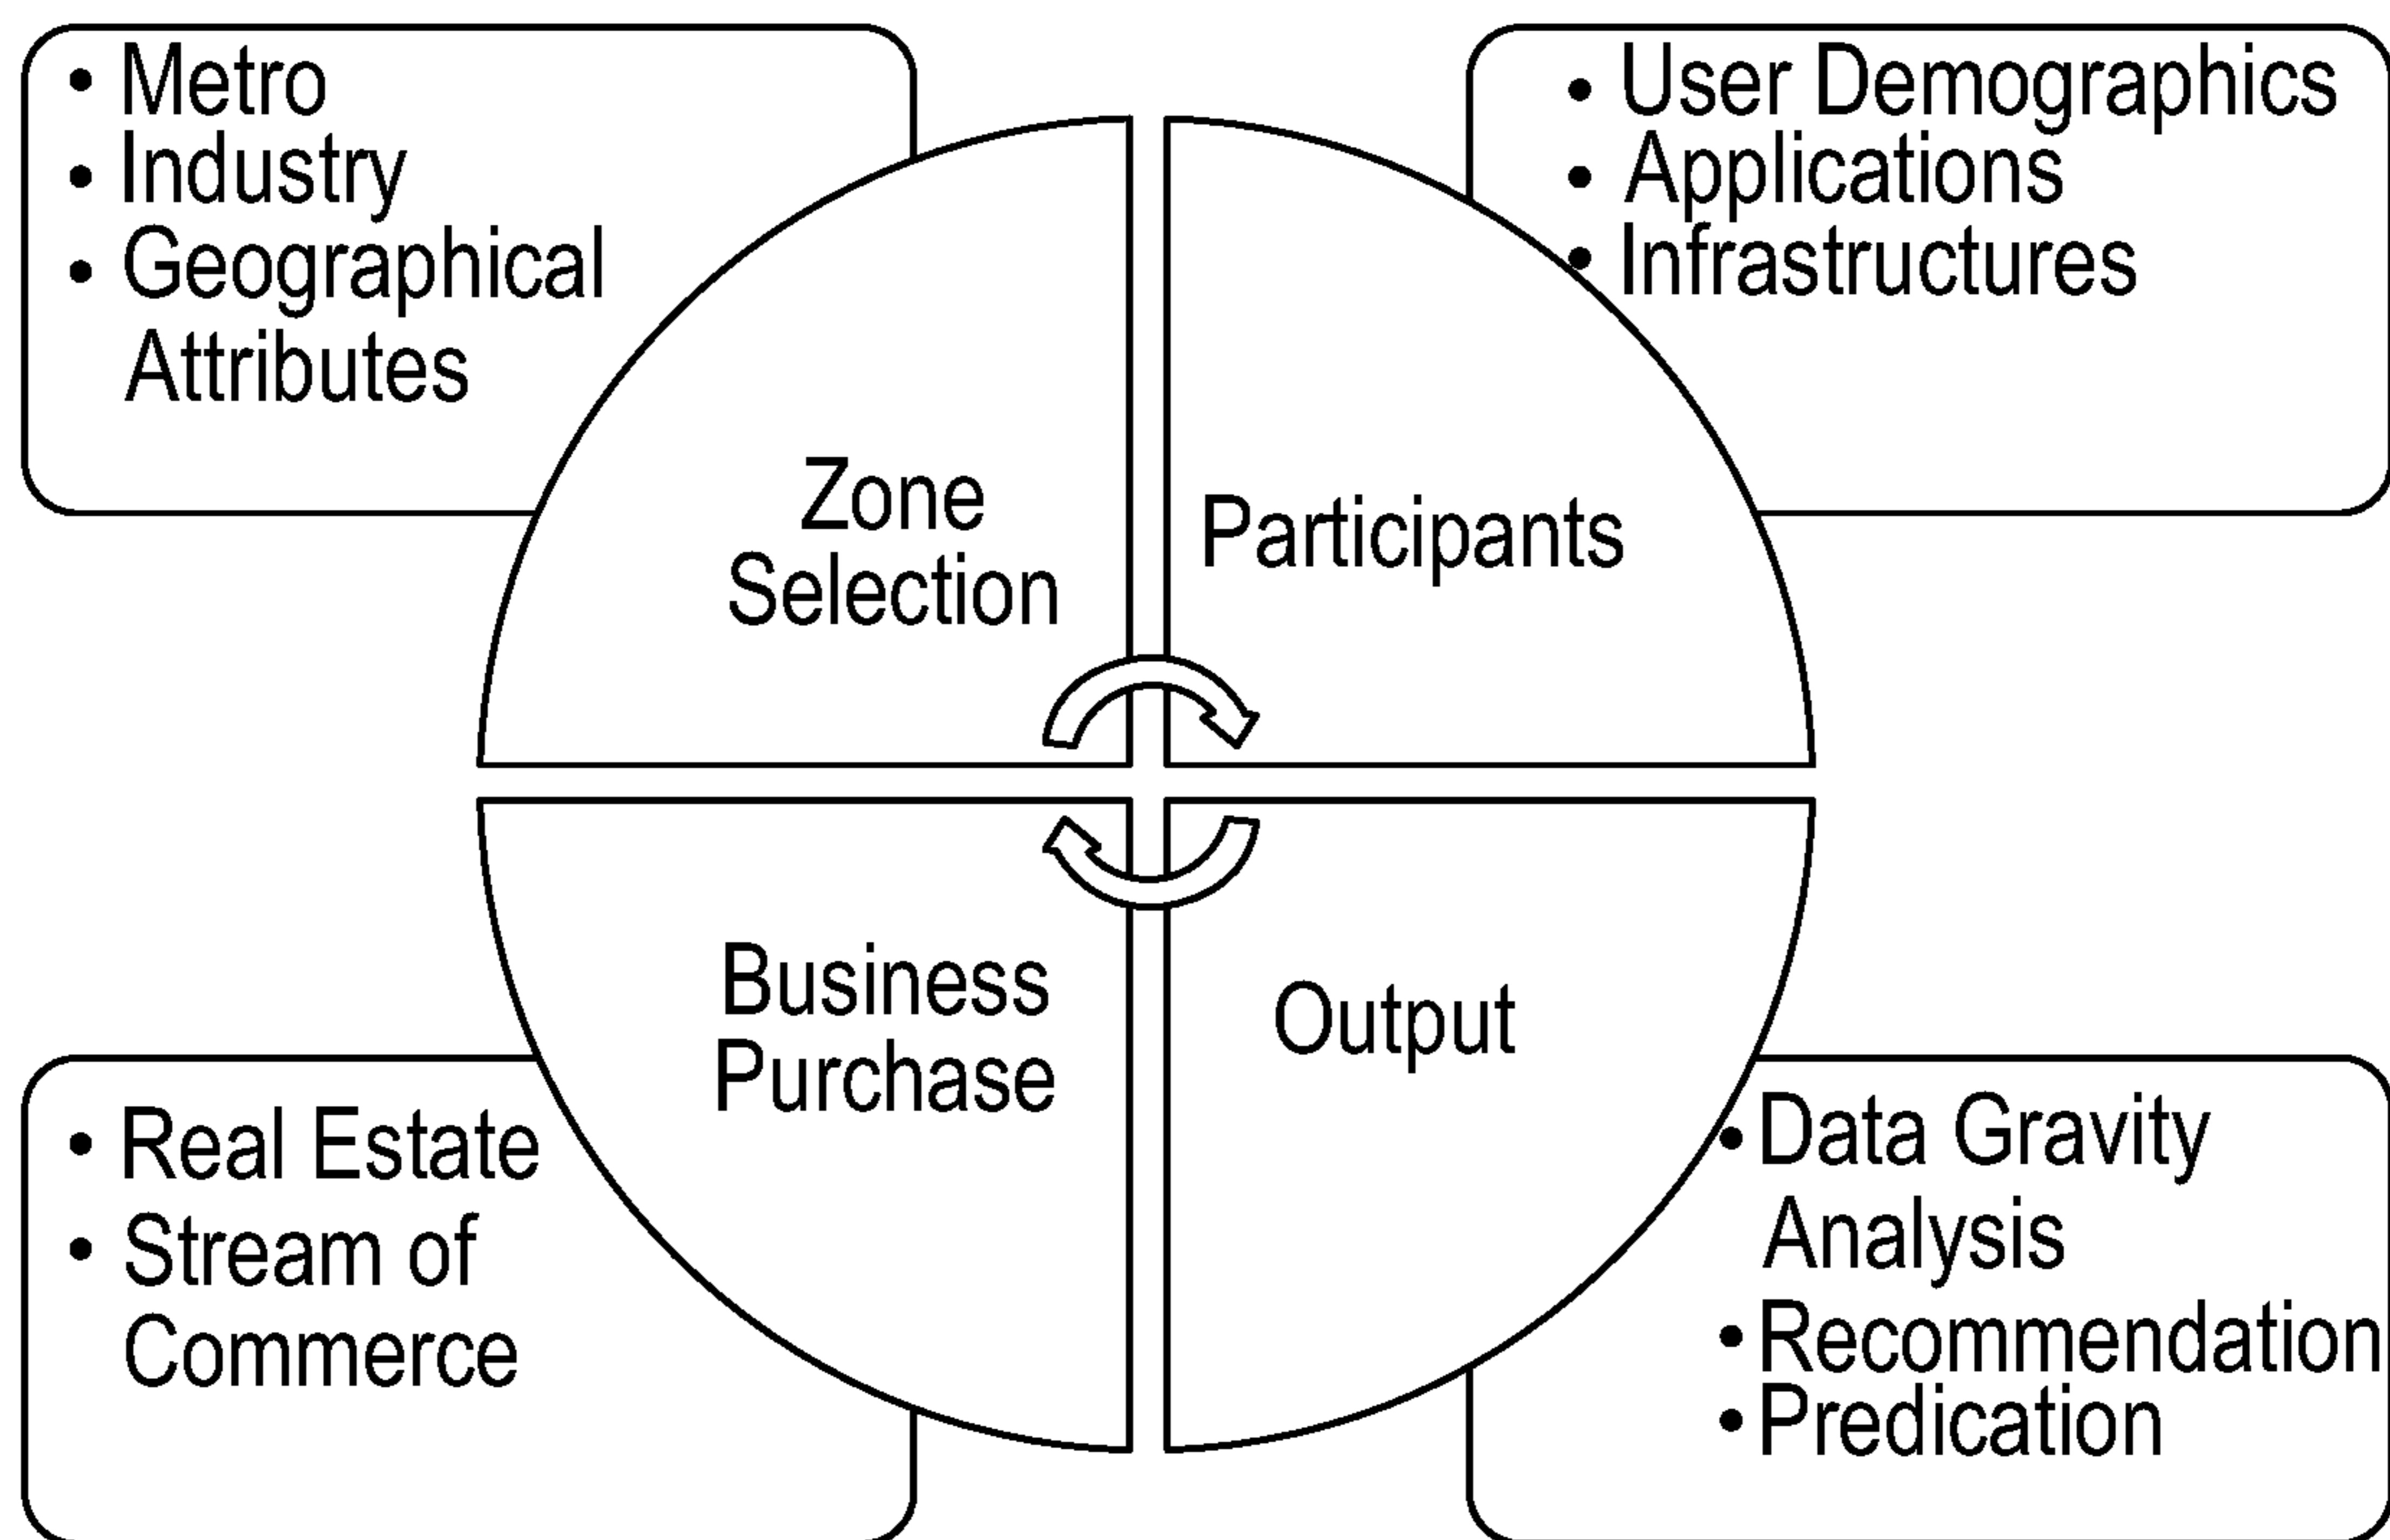 • Metro
• Industry
• Geographical
Attributes
• User Demographics
• Applications
• Infrastructures
Zone
Selection
Participants
Business
Purchase
Output
• Real Estate
• Stream of
Commerce
• Data Gravity
Analysis
• Recommendation
• Predication